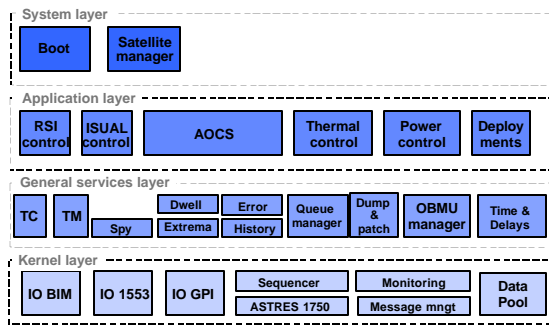 System layer
Boot
Satellite
manager
Application layer
RSI
control
ISUAL
control
AOCS
Thermal
control
Power
control
Deploy
ments
General services layer
TC
TM
Spy
Dwell
Error
Extrema
History
Queue
manager
Dump
&
patch
OBMU
manager
Time &
Delays
Kernel layer
IO BIM
IO 1553
IO GPI
Sequencer
ASTRES 1750
Monitoring
Message mngt
Data
Pool